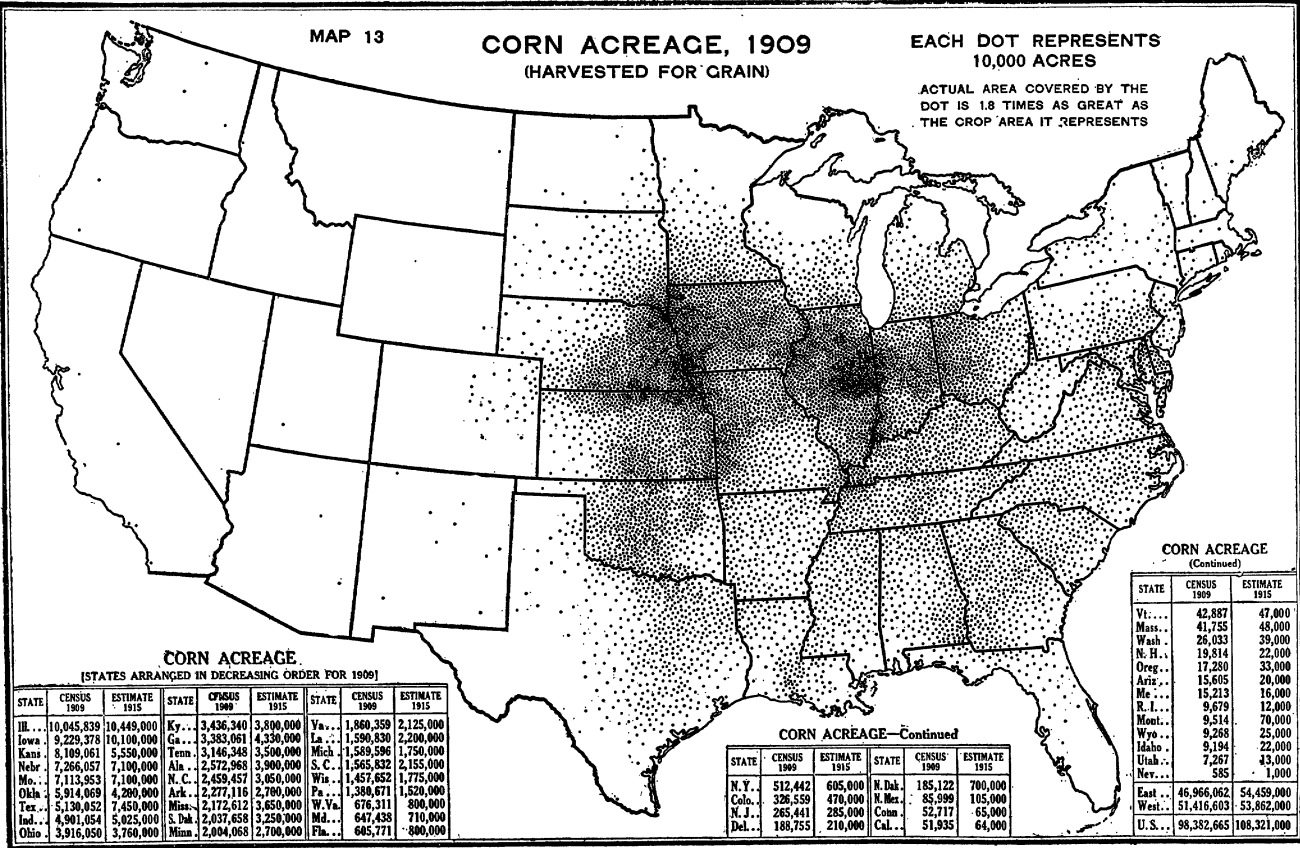 MAP 13
CORN ACREAGE, 1909
(HARVESTED FOR GRAIN)
EACH DOT REPRESENTS
10,000 ACRES
ACTUAL AREA COVERED BY THE
DOT IS 1.8 TIMES AS GREAT AS
THE CROP AREA IT REPRESENTS
CORN ACREAGE
[STATES ARRANGED IN DECREASING ORDER FOR 1909]
STATE CENSUS 1909 ESTIMATE 1915 STATE CENSUS 1909 ESTIMATE 1915 STATE CENSUS 1909 ESTIMATE 1915
Ill... 10,045,839 10,449,000 Ky... 3,436,340 3,800,000 Va... 1,860,359 2,125,000
Iowa . 9,229,378 10,100,000 Ga... 3,383,061 4,330,000 La... 1,590,830 2,200,000
Kans . 8,109,061 5,550,000 Tenn . 3,146,348 3,500,000 Mich . 1,589,596 1,750,000
Nebr . 7,266,057 7,100,000 Ala .. 2,572,968 3,900,000 S. C.. 1,565,832 2,155,000
Mo... 7,113,953 7,100,000 N. C.. 2,459,457 3,050,000 Wis .. 1,457,652 1,775,000
Okla . 5,914,069 4,200,000 Ark .. 2,277,116 2,700,000 Pa ... 1,380,671 1,520,000
Tex .. 5,130,052 7,450,000 Miss.. 2,172,612 3,650,000 W.Va. 676,311 800,000
Ind... 4,901,054 5,025,000 S. Dak. 2,037,658 3,250,000 Md... 647,438 710,000
Ohio . 3,916,050 3,760,000 Minn . 2,004,068 2,700,000 Fla... 605,771 800,000
CORN ACREAGE—Continued
STATE CENSUS 1909 ESTIMATE 1915 STATE CENSUS 1909 ESTIMATE 1915
N.Y.. 512,442 605,000 N.Dak. 185,122 700,000
Colo.. 326,559 470,000 N.Mex. 85,999 105,000
N. J.. 265,441 285,000 Conn . 52,717 65,000
Del... 188,755 210,000 Cal... 51,935 64,000
CORN ACREAGE
(Continued)
STATE CENSUS 1909 ESTIMATE 1915
Vt... 42,887 47,000
Mass.. 41,755 48,000
Wash . 26,033 39,000
N. H.. 19,814 22,000
Oreg.. 17,280 33,000
Ariz .. 15,605 20,000
Me ... 15,213 16,000
R. I... 9,679 12,000
Mont.. 9,514 70,000
Wyo .. 9,268 25,000
Idaho . 9,194 22,000
Utah .. 7,267 13,000
Nev... 585 1,000
East .. 46,966,062 54,459,000
West.. 51,416,603 53,862,000
U. S... 98,382,665 108,321,000